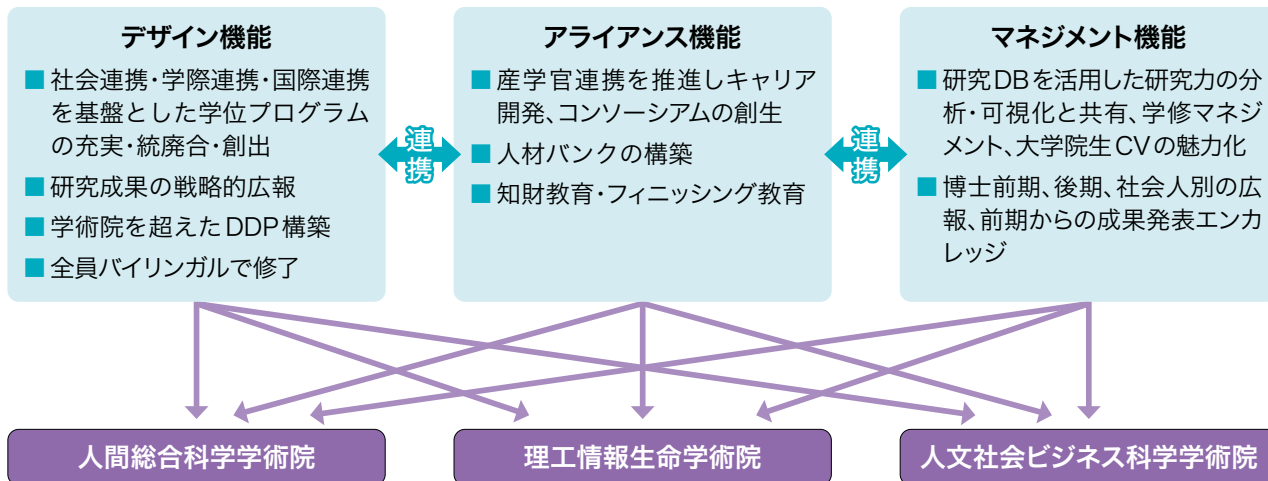 デザイン機能
■ 社会連携・学際連携・国際連携
を基盤とした学位プログラム
の充実・統廃合・創出
■ 研究成果の戦略的広報
■ 学術院を超えたDDP構築
■ 全員バイリンガルで修了
連携
アライアンス機能
■ 産学官連携を推進しキャリア
開発、コンソーシアムの創生
■ 人材バンクの構築
■ 知財教育・フィニッシング教育
連携
マネジメント機能
■ 研究DBを活用した研究力の分
析・可視化と共有、学修マネジ
メント、大学院生CVの魅力化
■ 博士前期、後期、社会人別の広
報、前期からの成果発表エンカ
レッジ
人間総合科学学術院
理工情報生命学術院
人文社会ビジネス科学学術院